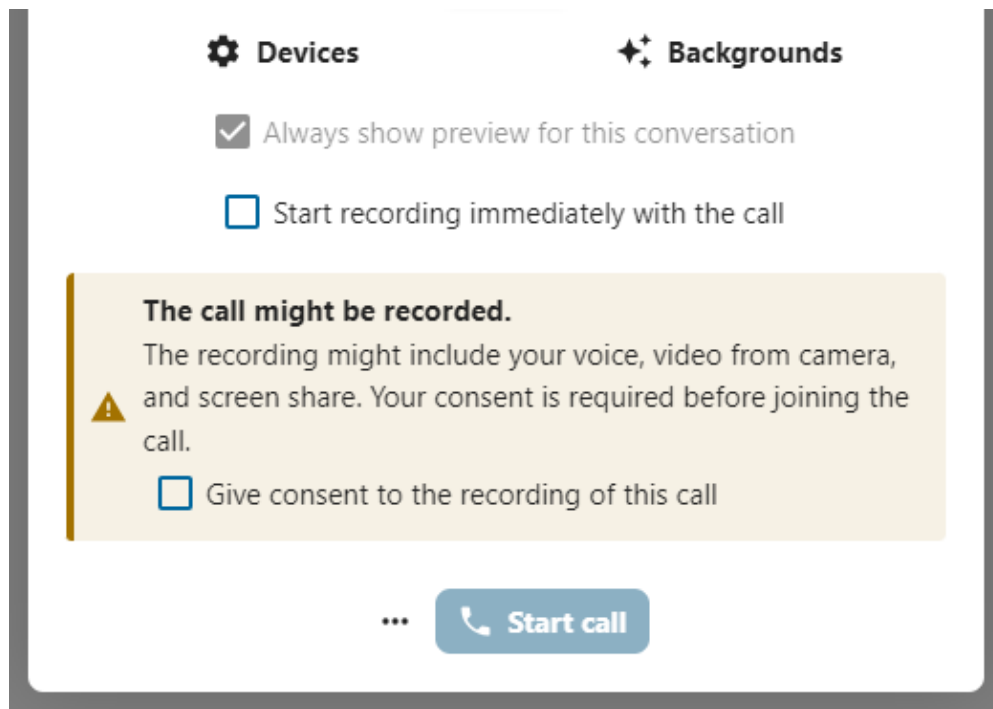 Devices
Backgrounds
Always show preview for this conversation
Start recording immediately with the call
The call might be recorded.
The recording might include your voice, video from camera,
and screen share. Your consent is required before joining the
call.
Give consent to the recording of this call
... Start call